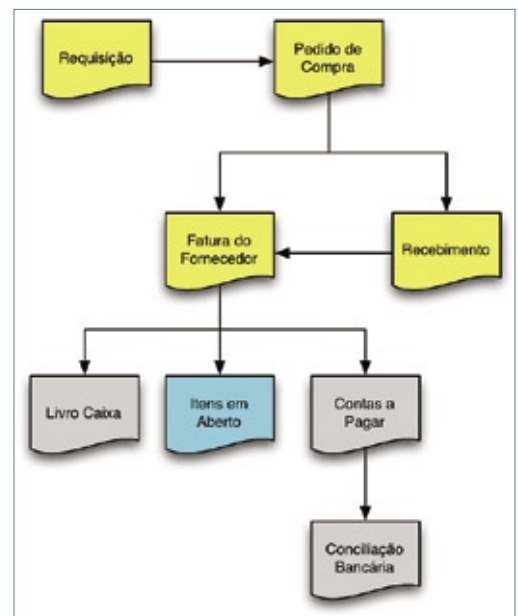 Requisição
Pedido de
Compra
Fatura do
Fornecedor
Recebimento
Livro Caixa
Itens em
Aberto
Contas a
Pagar
Conciliação
Bancária